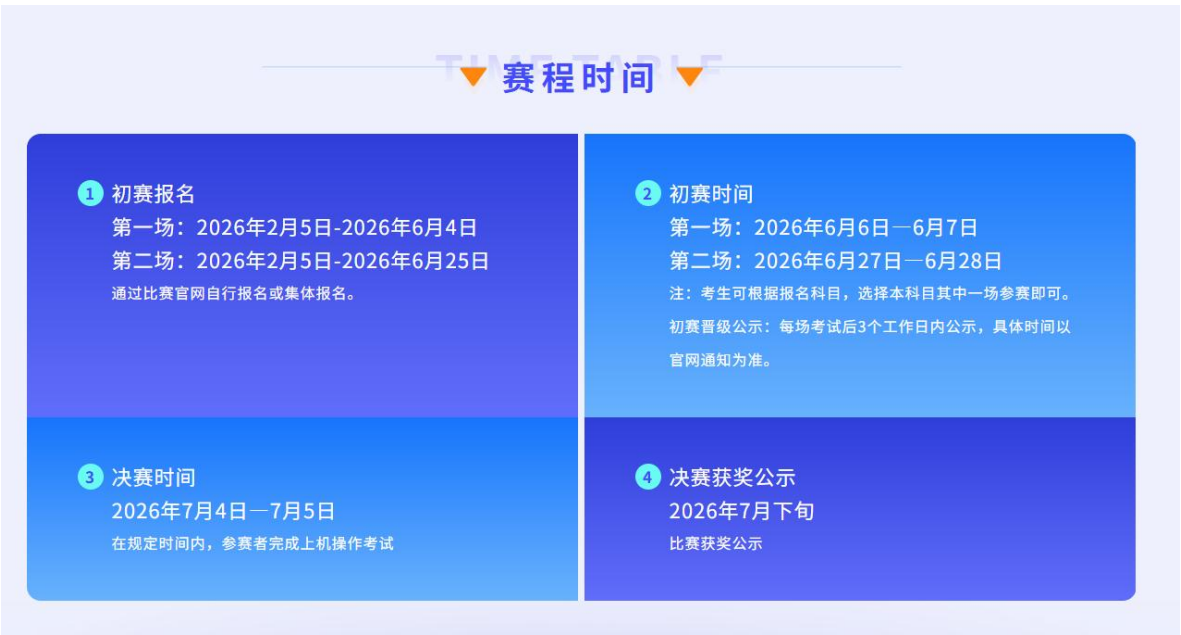 TIME TABLE
赛程时间
1 初赛报名
第一场：2026年2月5日-2026年6月4日
第二场：2026年2月5日-2026年6月25日
通过比赛官网自行报名或集体报名。
2 初赛时间
第一场：2026年6月6日—6月7日
第二场：2026年6月27日—6月28日
注：考生可根据报名科目，选择本科目其中一场参赛即可。
初赛晋级公示：每场考试后3个工作日内公示，具体时间以
官网通知为准。
3 决赛时间
2026年7月4日—7月5日
在规定时间内，参赛者完成上机操作考试
4 决赛获奖公示
2026年7月下旬
比赛获奖公示